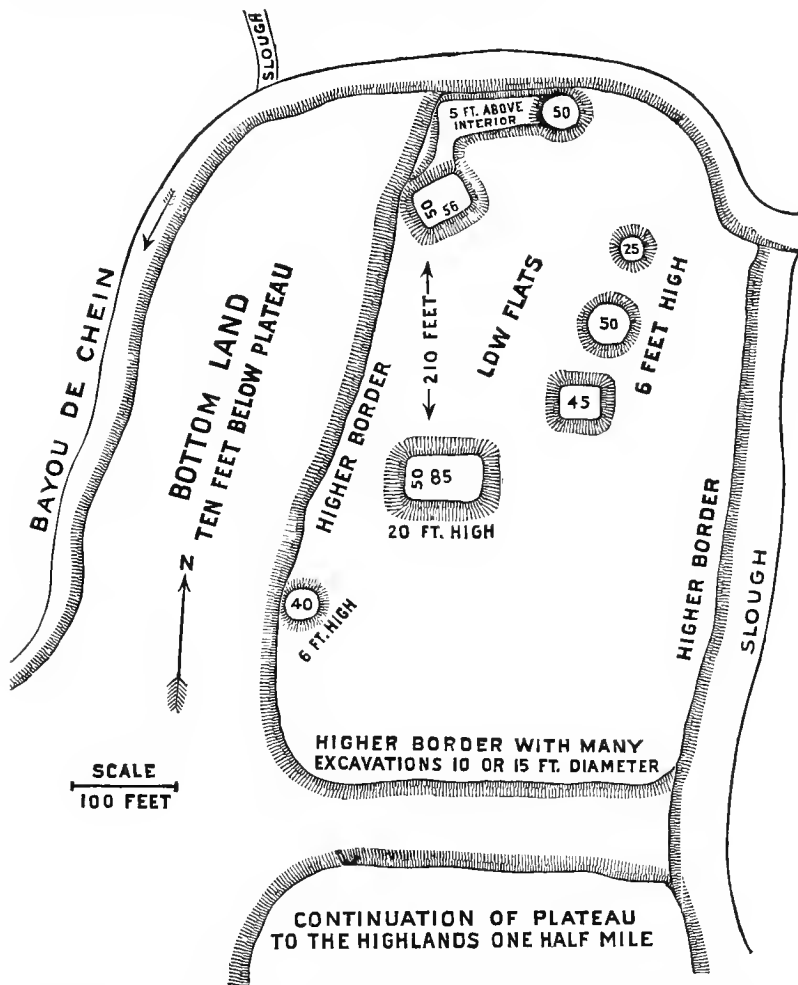 SLOUGH
5 FT. ABOVE
INTERIOR
50
50 56
25
50
6 FEET HIGH
45
LOW FLATS
210 FEET
BAYOU DE CHEIN
BOTTOM LAND
TEN FEET BELOW PLATEAU
HIGHER BORDER
50 85
20 FT. HIGH
N
40
6 FT. HIGH
HIGHER BORDER
SLOUGH
HIGHER BORDER WITH MANY
EXCAVATIONS 10 OR 15 FT. DIAMETER
SCALE
100 FEET
CONTINUATION OF PLATEAU
TO THE HIGHLANDS ONE HALF MILE